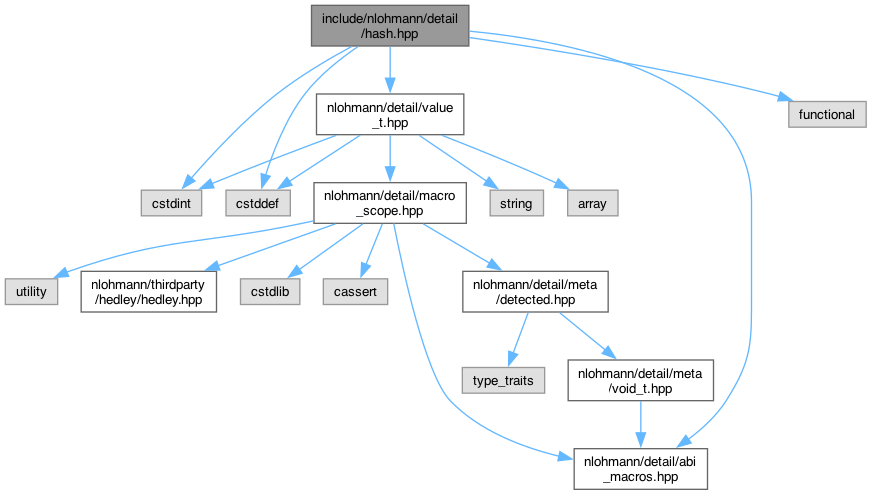 include/nlohmann/detail
/hash.hpp
nlohmann/detail/value
_t.hpp
functional
cstdint
cstddef
nlohmann/detail/macro
_scope.hpp
string
array
utility
nlohmann/thirdparty
/hedley/hedley.hpp
cstdlib
cassert
nlohmann/detail/meta
/detected.hpp
type_traits
nlohmann/detail/meta
/void_t.hpp
nlohmann/detail/abi
_macros.hpp